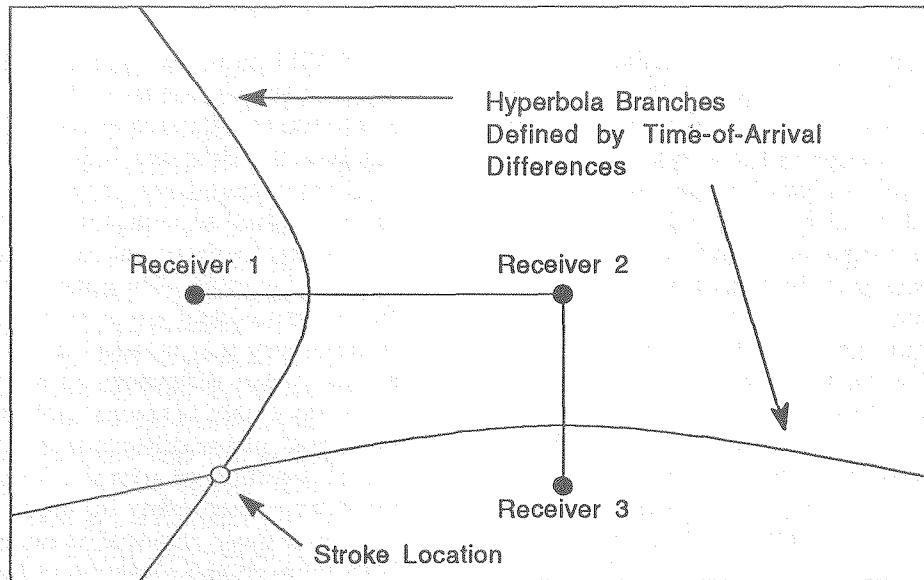 Hyperbola Branches
Defined by Time-of-Arrival
Differences
Receiver 1
Receiver 2
Receiver 3
Stroke Location